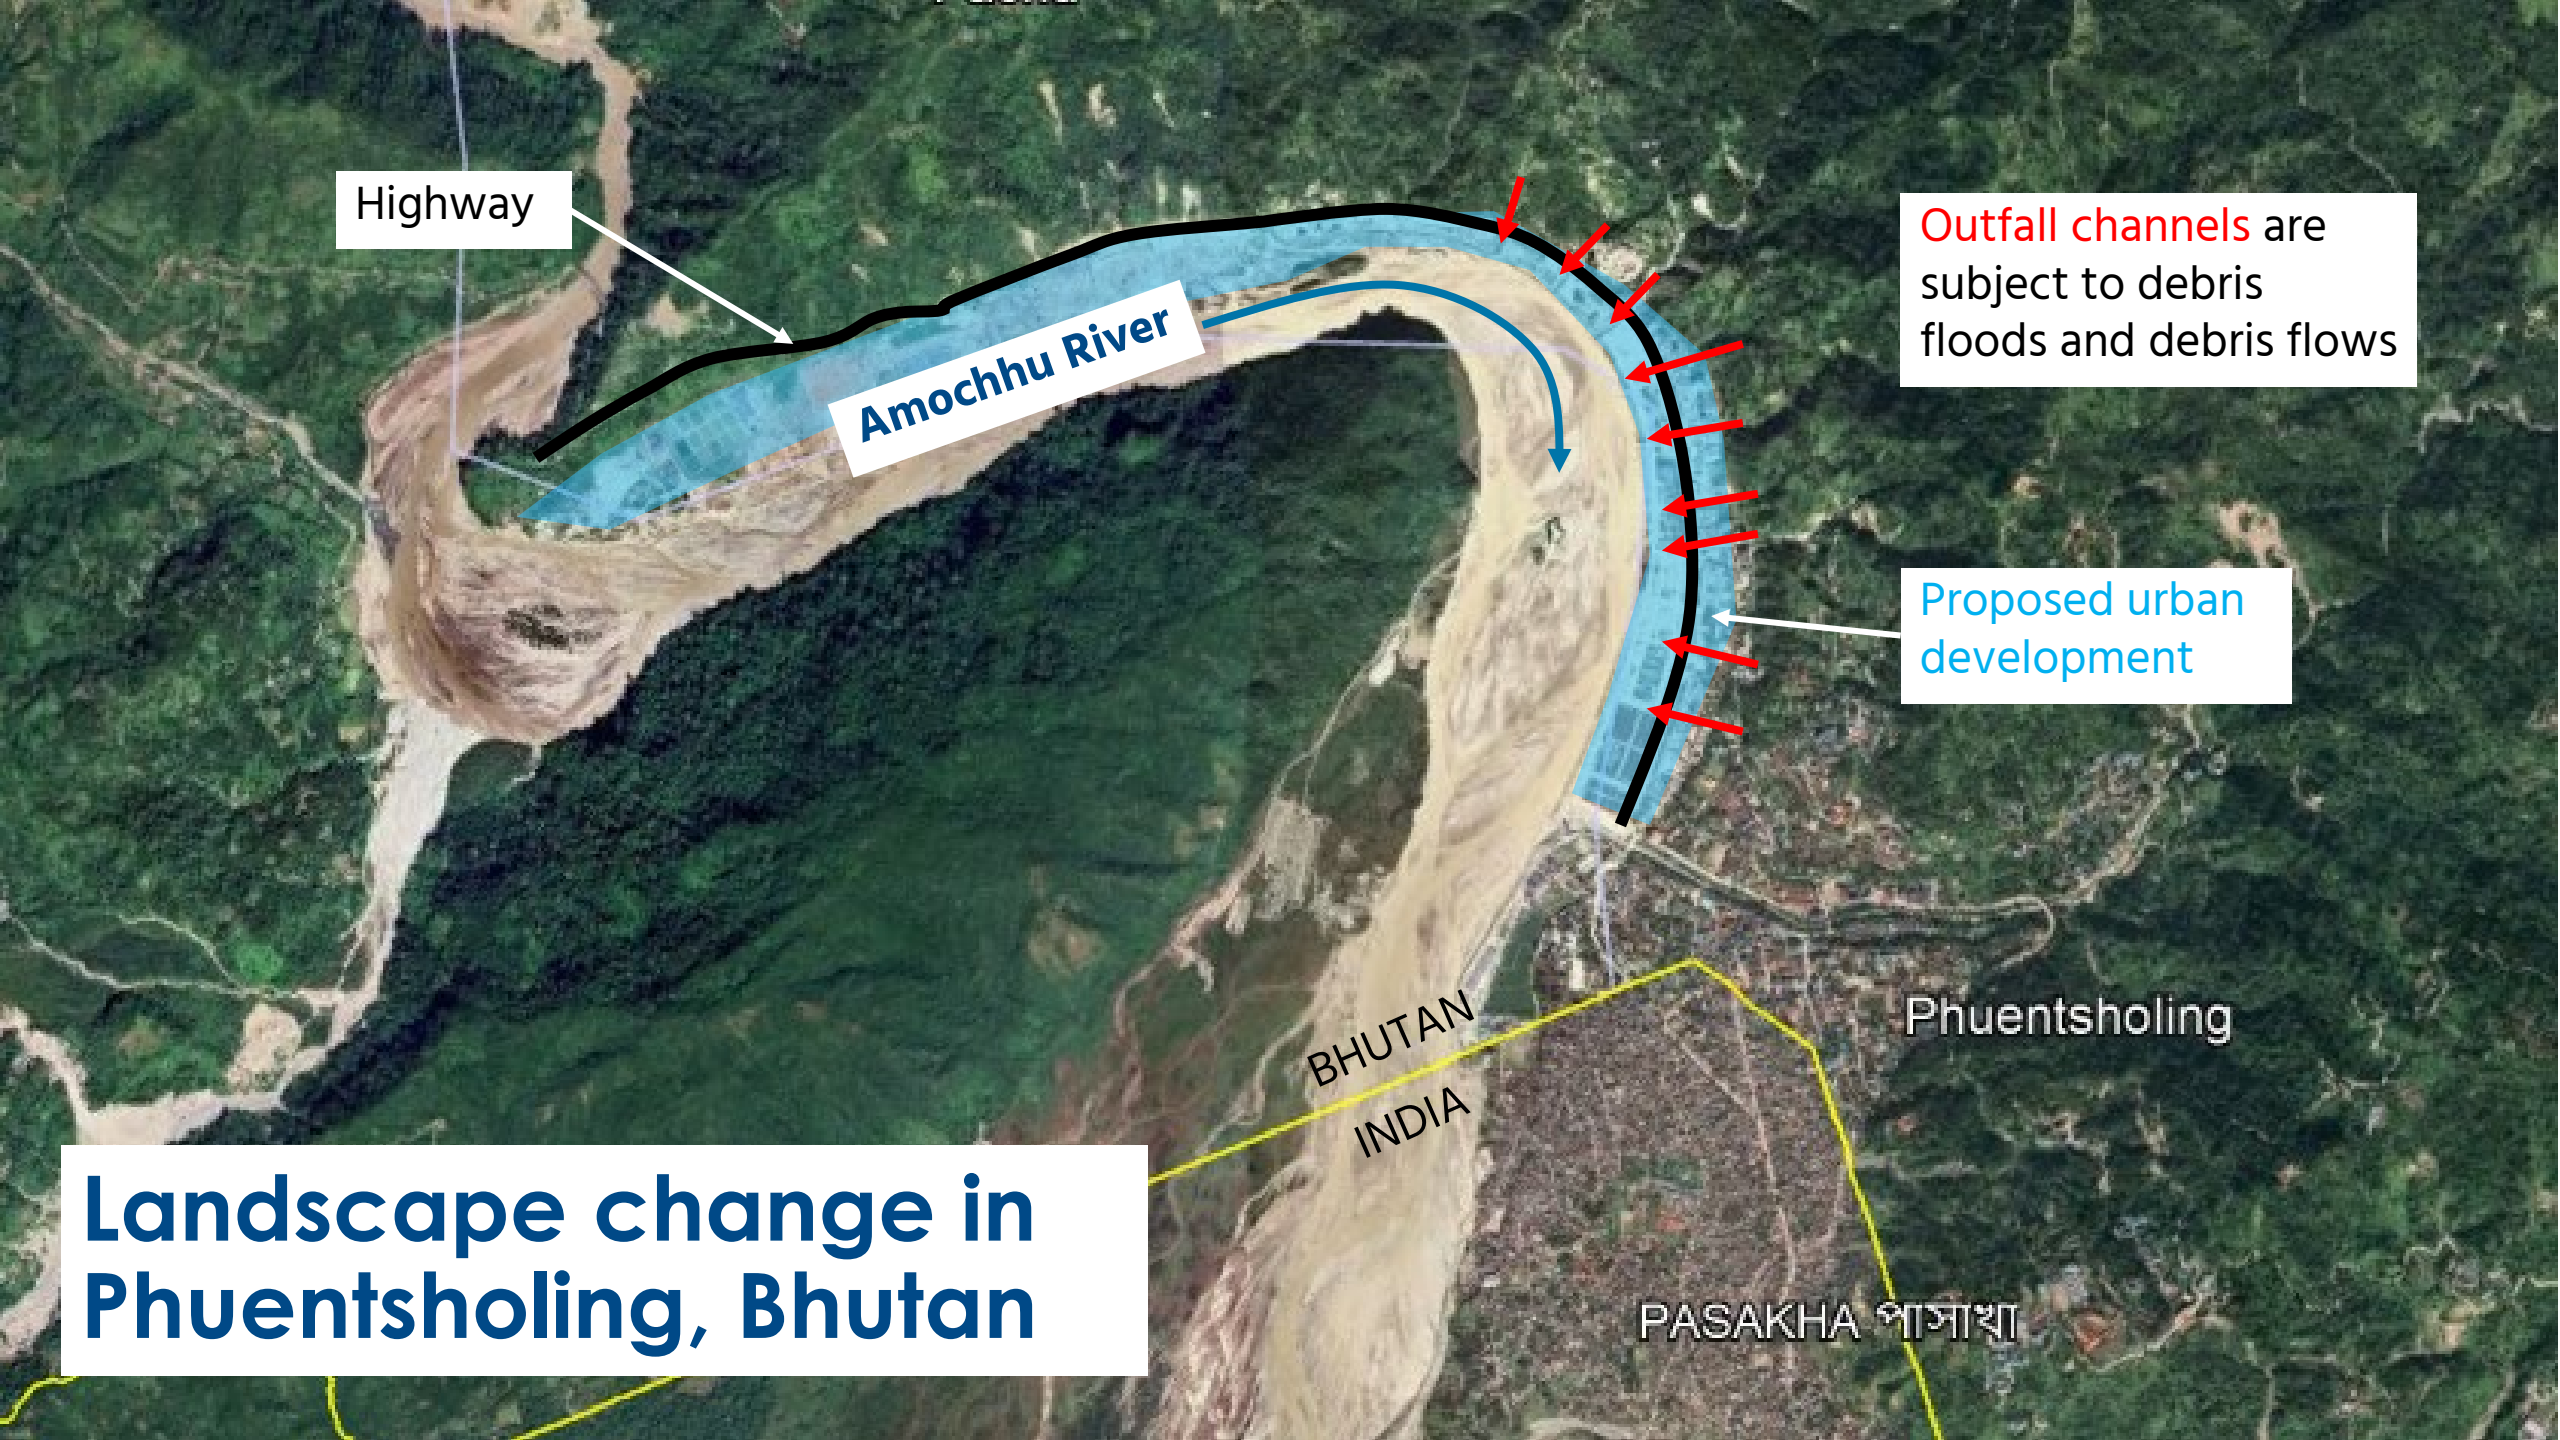 Highway
Outfall channels are
subject to debris
floods and debris flows
Amochhu River
Proposed urban
development
BHUTAN
INDIA
Phuentsholing
Landscape change in
Phuentsholing, Bhutan
PASAKHA পাসাখা